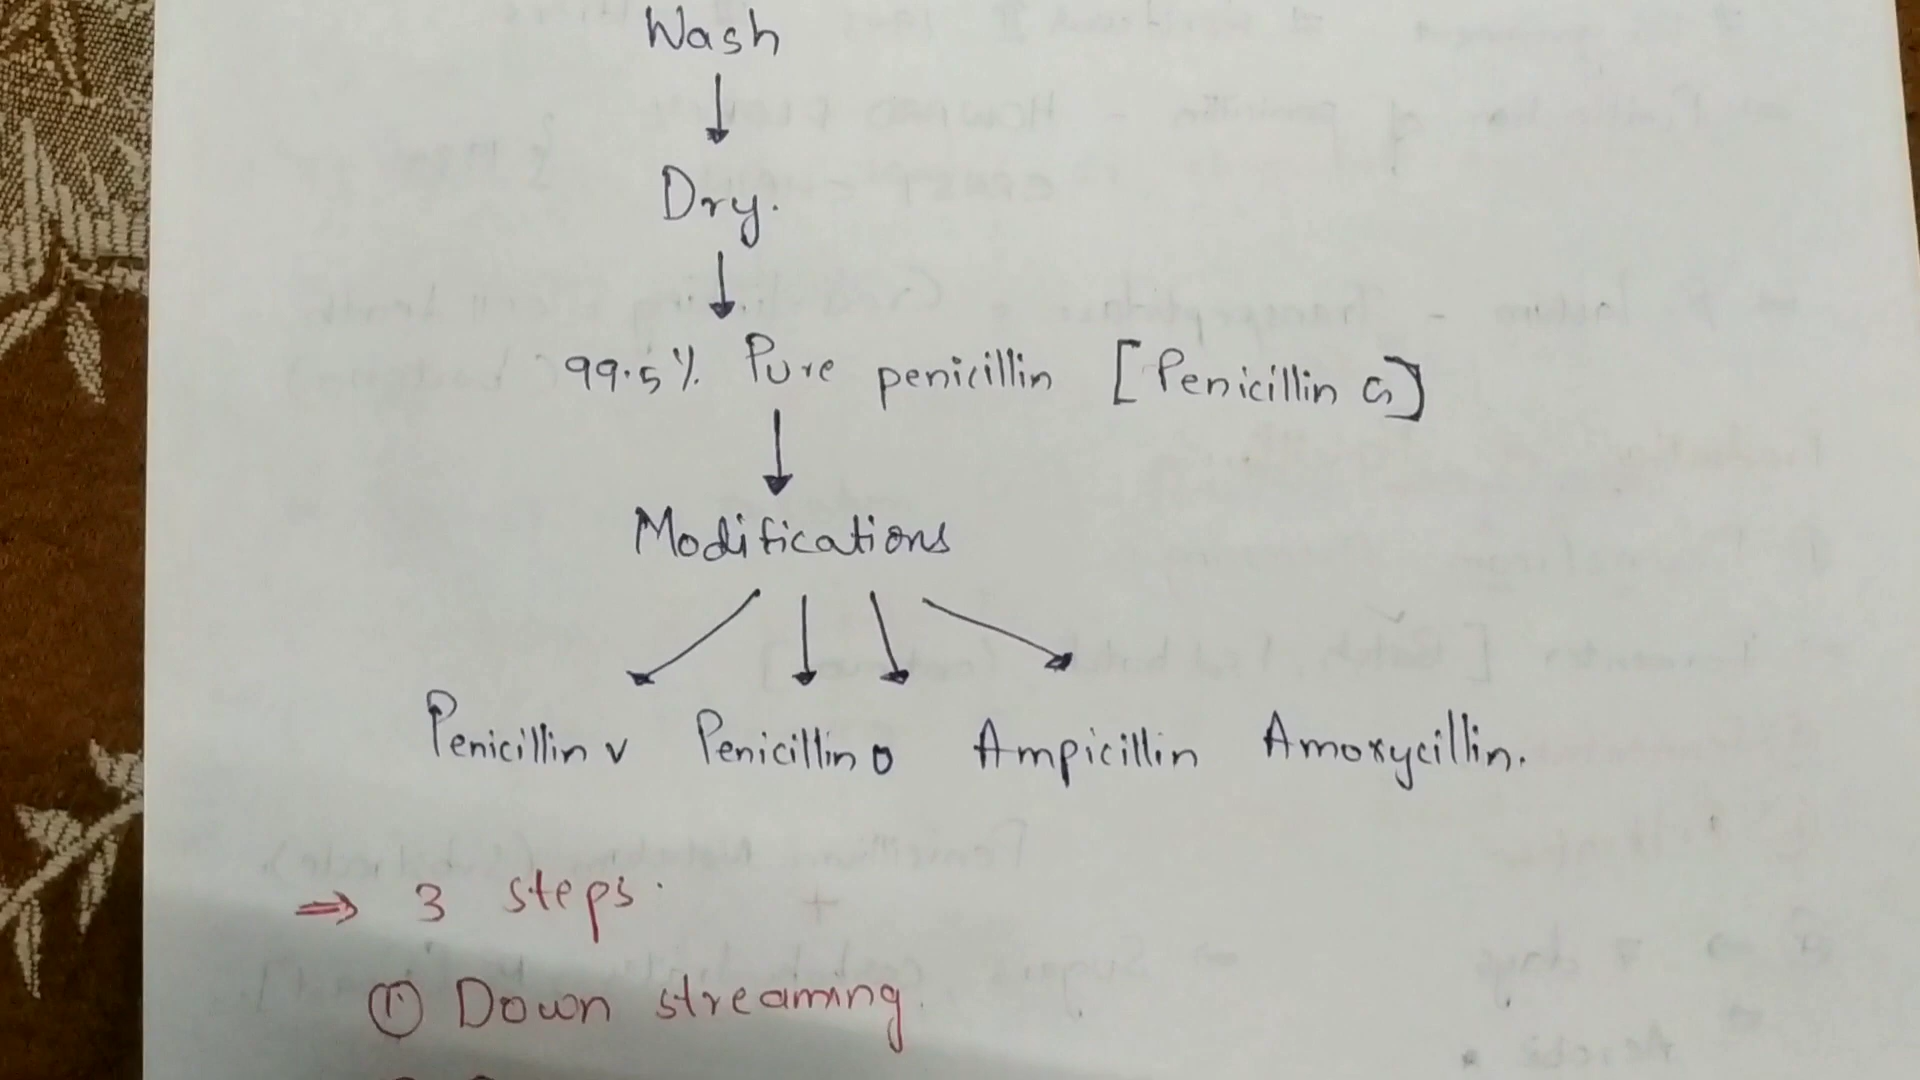 Wash
Dry.
99.5% Pure penicillin [Penicillin G]
Modifications
Penicillin V Penicillin O Ampicillin Amoxycillin.
⇒ 3 steps.
① Down streaming.